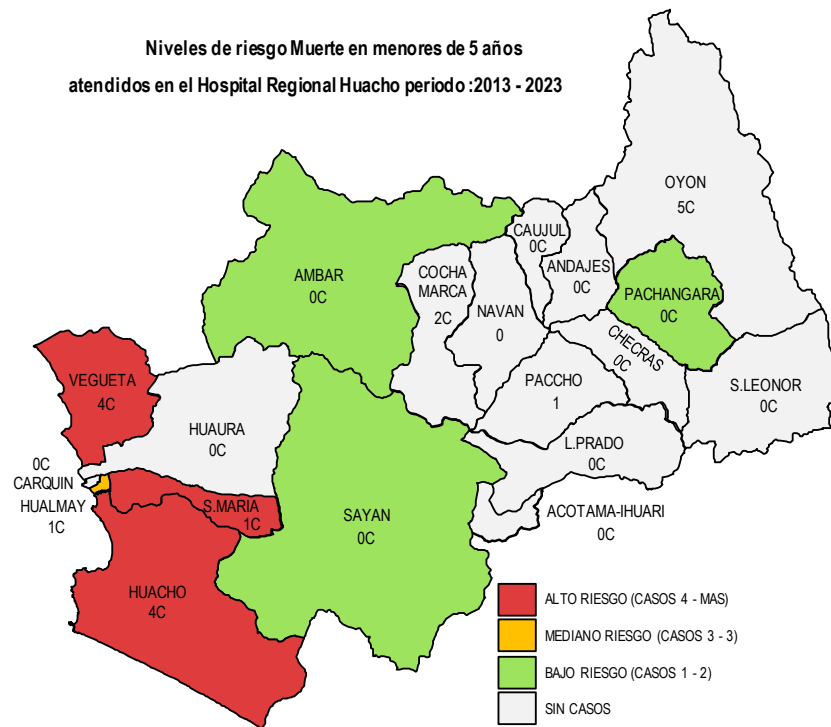 Niveles de riesgo Muerte en menores de 5 años
atendidos en el Hospital Regional Huacho periodo :2013 - 2023
OYON
5C
CAUJUL
0C
ANDAJES
0C
AMBAR
0C
COCHA
MARCA
2C
NAVAN
0
PACHANGARA
0C
CHECRAS
0C
VEGUETA
4C
PACCHO
1
S.LEONOR
0C
HUAURA
0C
L.PRADO
0C
0C
CARQUIN
HUALMAY
1C
S.MARIA
1C
SAYAN
0C
ACOTAMA-IHUARI
0C
HUACHO
4C
ALTO RIESGO (CASOS 4 - MAS)
MEDIANO RIESGO (CASOS 3 - 3)
BAJO RIESGO (CASOS 1 - 2)
SIN CASOS